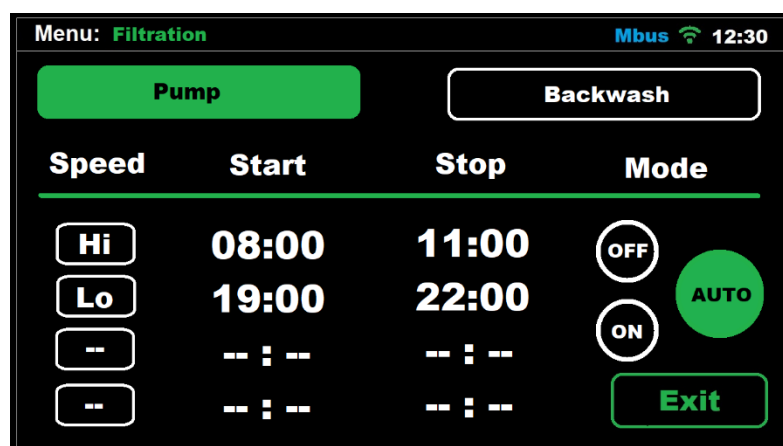 Menu: Filtration Mbus 12:30
Pump Backwash
Speed Start Stop Mode
Hi 08:00 11:00 OFF
Lo 19:00 22:00 AUTO
-- -- : -- -- : -- ON
-- -- : -- -- : -- Exit